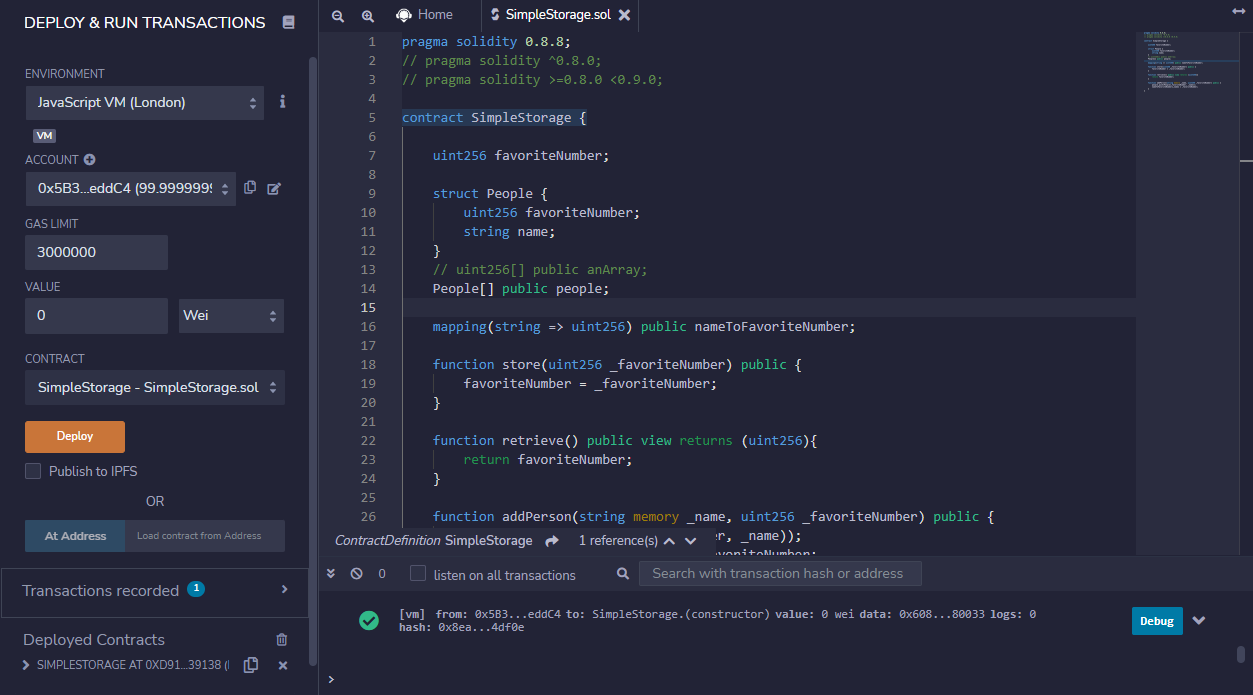 DEPLOY & RUN TRANSACTIONS
ENVIRONMENT
JavaScript VM (London)
VM
ACCOUNT
0x5B3...eddC4 (99.9999999
GAS LIMIT
3000000
VALUE
0
Wei
CONTRACT
SimpleStorage - SimpleStorage.sol
Deploy
Publish to IPFS
OR
At Address
Load contract from Address
Transactions recorded 1
Deployed Contracts
SIMPLESTORAGE AT 0XD91...39138 (
Home
SimpleStorage.sol
1 pragma solidity 0.8.8;
2 // pragma solidity ^0.8.0;
3 // pragma solidity >=0.8.0 <0.9.0;
4
5 contract SimpleStorage {
6
7 uint256 favoriteNumber;
8
9 struct People {
10 uint256 favoriteNumber;
11 string name;
12 }
13 // uint256[] public anArray;
14 People[] public people;
15
16 mapping(string => uint256) public nameToFavoriteNumber;
17
18 function store(uint256 _favoriteNumber) public {
19 favoriteNumber = _favoriteNumber;
20 }
21
22 function retrieve() public view returns (uint256){
23 return favoriteNumber;
24 }
25
26 function addPerson(string memory _name, uint256 _favoriteNumber) public {
r, _name));
ContractDefinition SimpleStorage 1 reference(s)
0
listen on all transactions
Search with transaction hash or address
[vm] from: 0x5B3...eddC4 to: SimpleStorage.(constructor) value: 0 wei data: 0x608...80033 logs: 0
hash: 0x8ea...4df0e
Debug
>